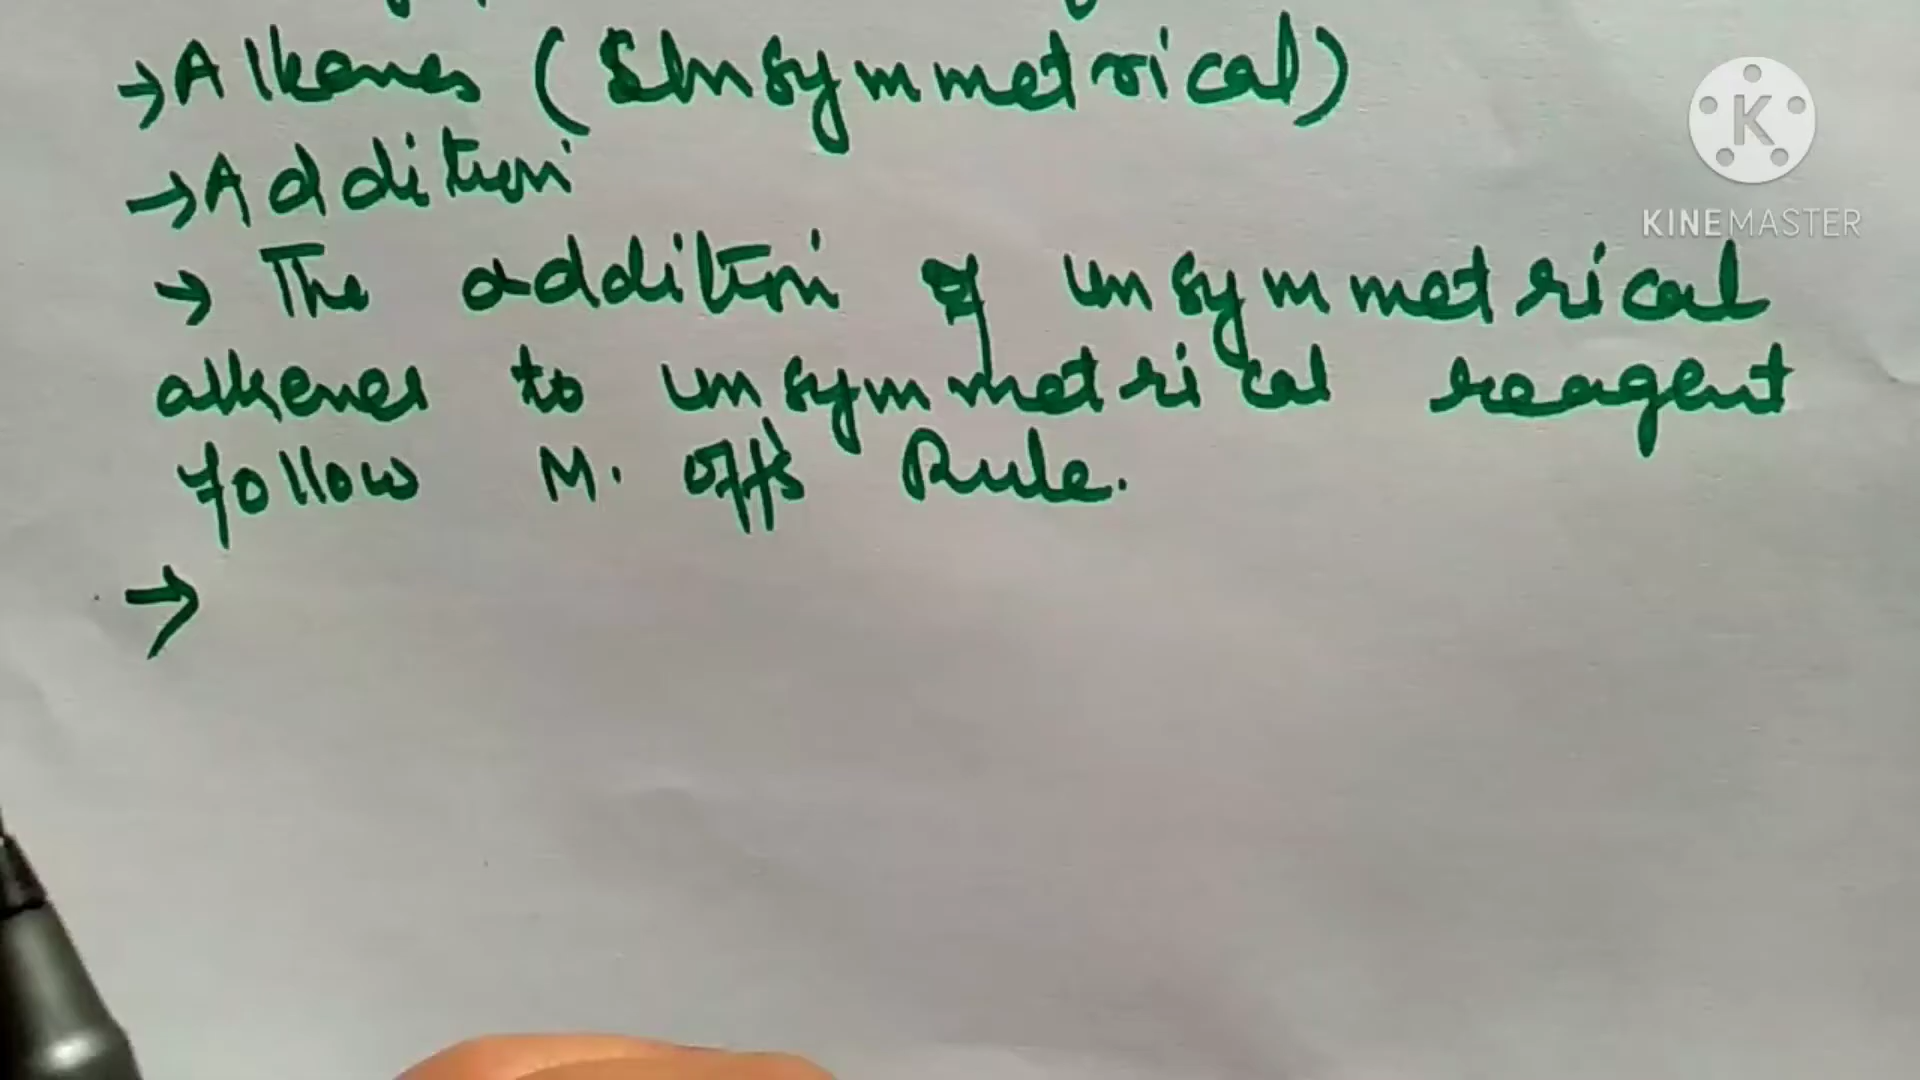 → Alkenes (Unsymmetrical)
→ Addition
→ The addition of unsymmetrical
alkenes to unsymmetrical reagent
follow M. off's Rule.
→
K
KINEMASTER